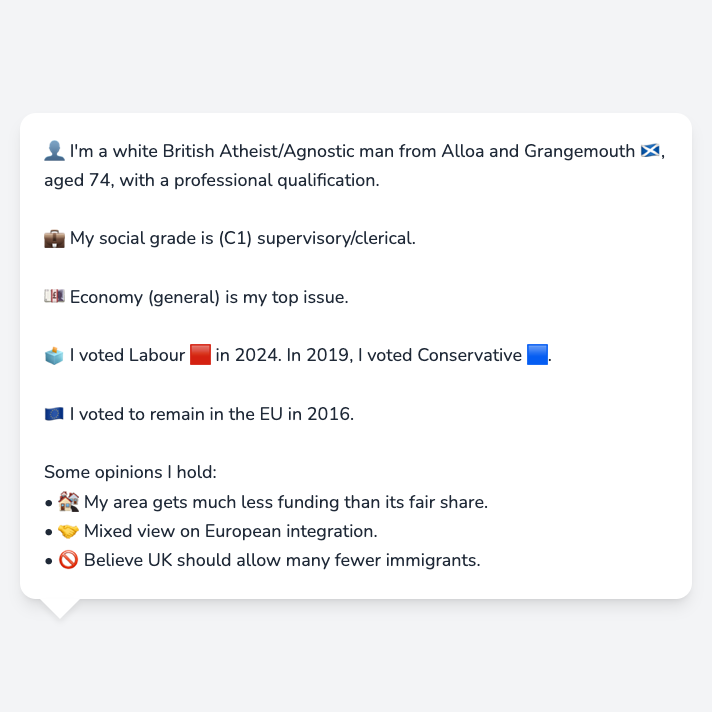 👤 I'm a white British Atheist/Agnostic man from Alloa and Grangemouth 🏴󠁧󠁢󠁳󠁣󠁴󠁿,
aged 74, with a professional qualification.
💼 My social grade is (C1) supervisory/clerical.
💷 Economy (general) is my top issue.
🗳️ I voted Labour 🟥 in 2024. In 2019, I voted Conservative 🟦.
🇪🇺 I voted to remain in the EU in 2016.
Some opinions I hold:
• 🏘️ My area gets much less funding than its fair share.
• 🤝 Mixed view on European integration.
• 🚫 Believe UK should allow many fewer immigrants.